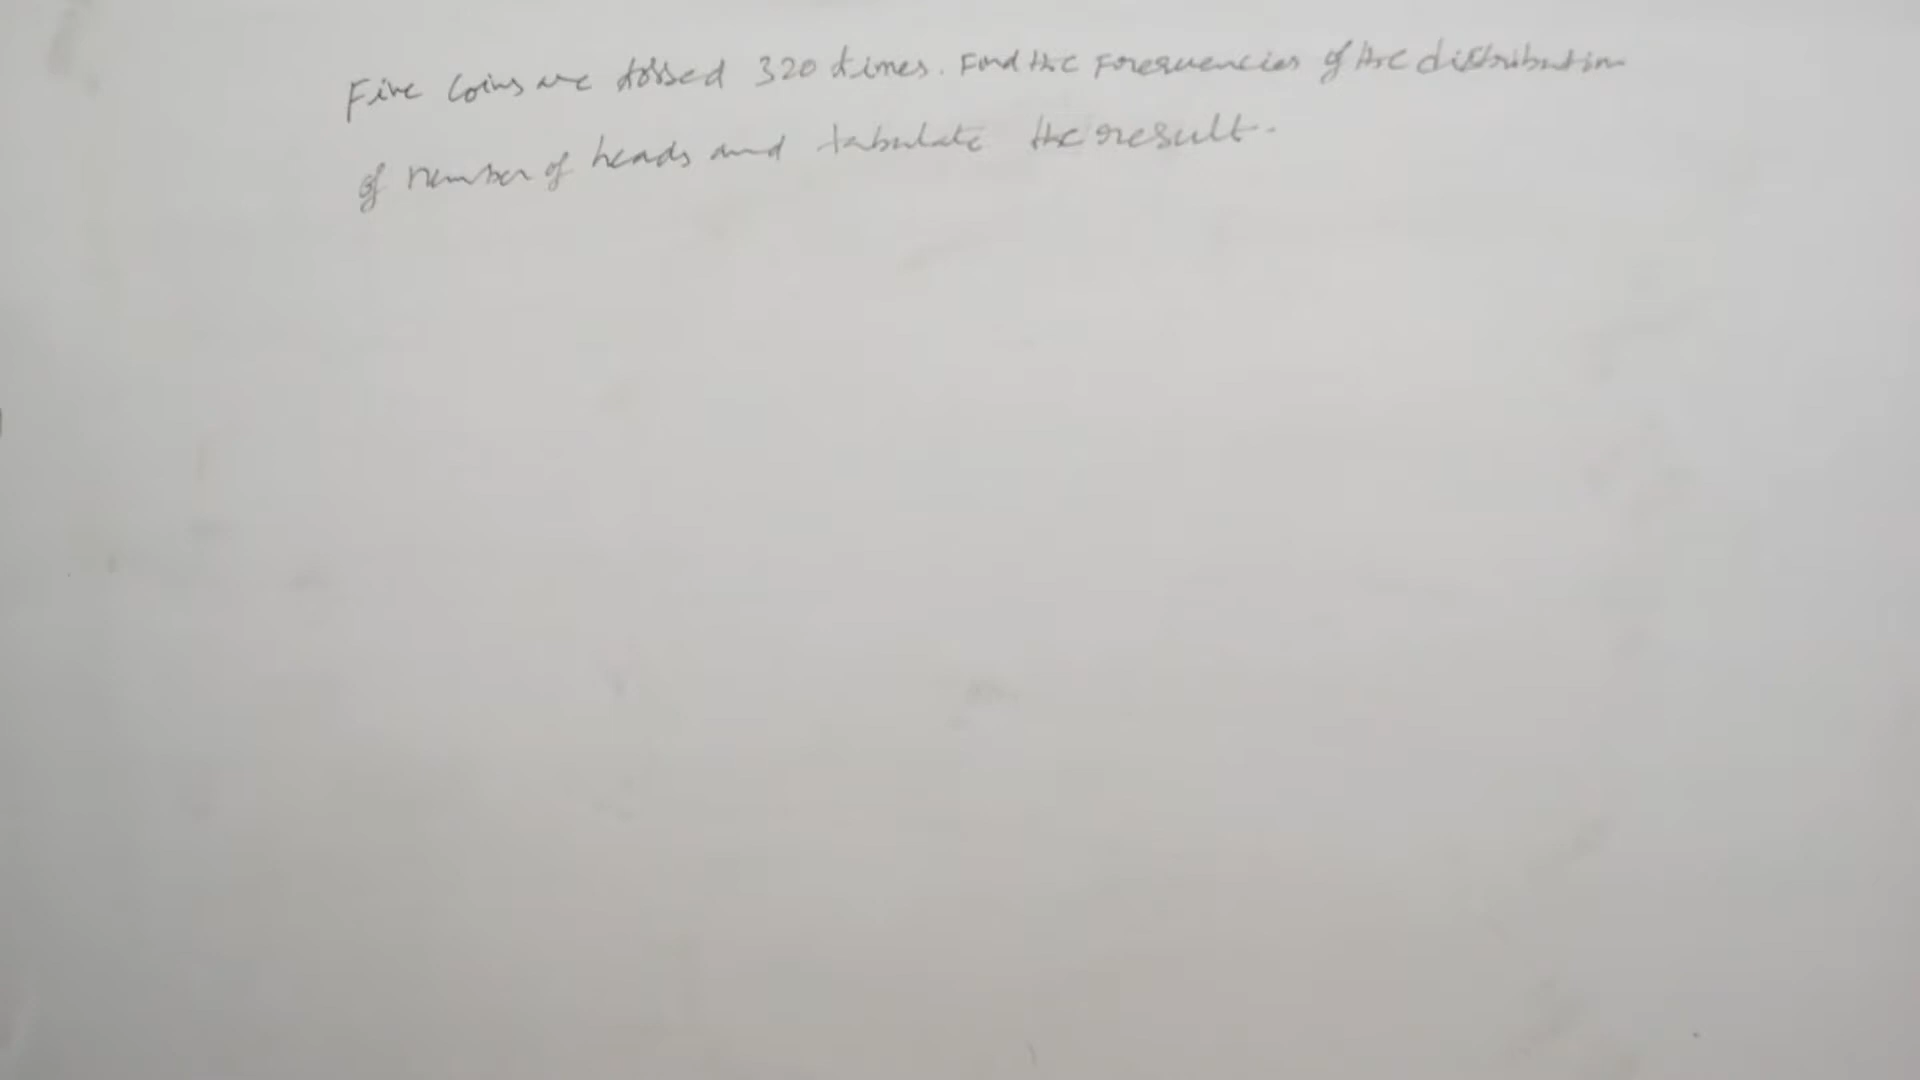 Five coins are tossed 320 times. Find the Frequencies of the distribution
of number of heads and tabulate the result.